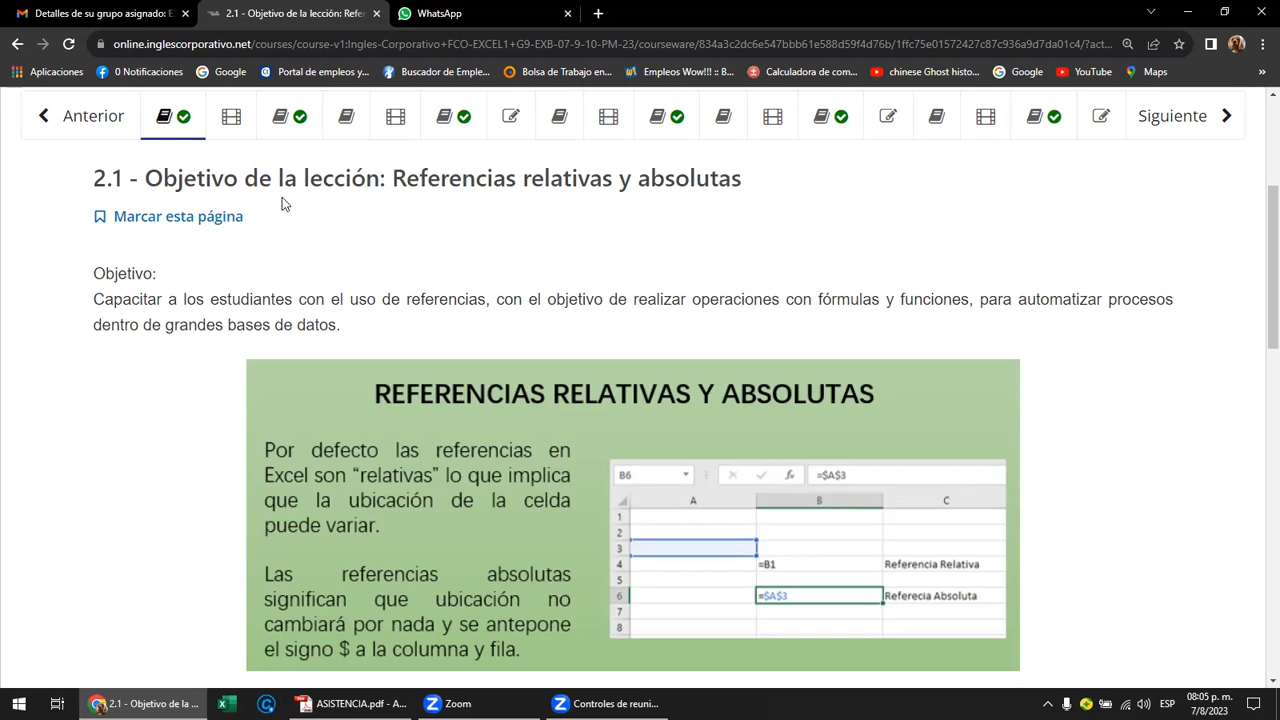 Detalles de su grupo asignado: E
2.1 - Objetivo de la lección: Refer
WhatsApp
online.inglescorporativo.net/courses/course-v1:Ingles-Corporativo+FCO-EXCEL1+G9-EXB-07-9-10-PM-23/courseware/834a3c2dc6e547bbb61e588d59f4d76b/1ffc75e01572427c87c936a9d7da01c4/?act...
Aplicaciones
0 Notificaciones
Google
Portal de empleos y...
Buscador de Emple...
Bolsa de Trabajo en...
Empleos Wow!!! :: B...
Calculadora de com...
chinese Ghost histo...
Google
YouTube
Maps
»
Anterior
Siguiente
2.1 - Objetivo de la lección: Referencias relativas y absolutas
Marcar esta página
Objetivo:
Capacitar a los estudiantes con el uso de referencias, con el objetivo de realizar operaciones con fórmulas y funciones, para automatizar procesos
dentro de grandes bases de datos.
REFERENCIAS RELATIVAS Y ABSOLUTAS
Por defecto las referencias en
Excel son “relativas” lo que implica
que la ubicación de la celda
puede variar.
Las referencias absolutas
significan que ubicación no
cambiará por nada y se antepone
el signo $ a la columna y fila.
B6 fx =$A$3
A B C
1
2
3
4 =B1 Referencia Relativa
5
6 =$A$3 Referecia Absoluta
7
8
2.1 - Objetivo de la ...
ASISTENCIA.pdf - A...
Zoom
Controles de reuni...
ESP
08:05 p. m.
7/8/2023